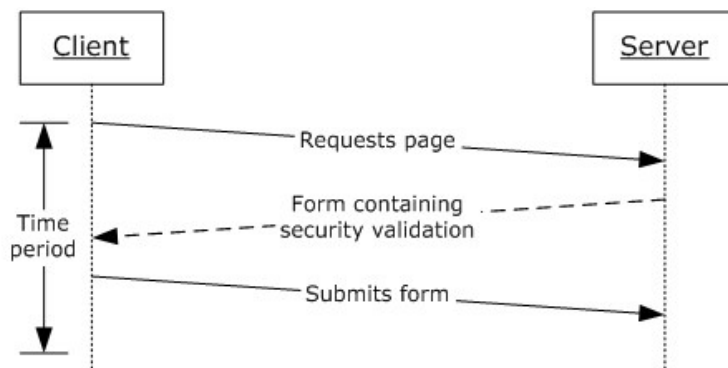 Client
Server
Requests page
Form containing
security validation
Time
period
Submits form